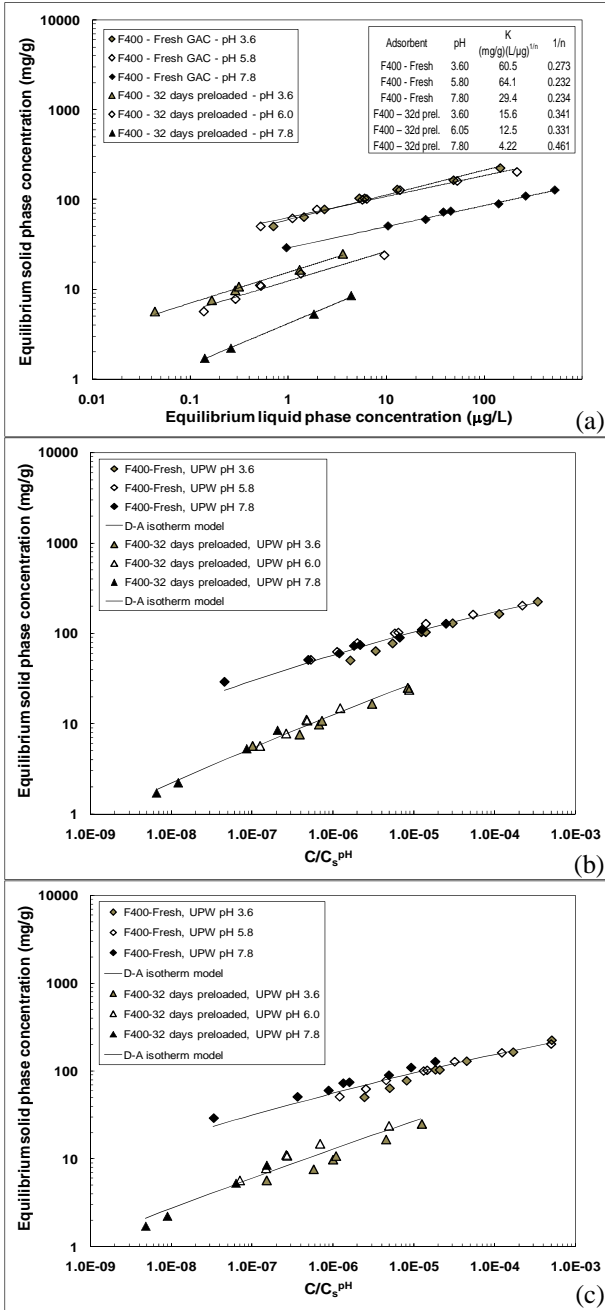 10000
1000
100
10
1
Equilibrium solid phase concentration (mg/g)
F400 - Fresh GAC - pH 3.6
F400 - Fresh GAC - pH 5.8
F400 - Fresh GAC - pH 7.8
F400 - 32 days preloaded - pH 3.6
F400 - 32 days preloaded - pH 6.0
F400 - 32 days preloaded - pH 7.8
Adsorbent pH K (mg/g)(L/µg)1/n 1/n
F400 - Fresh 3.60 60.5 0.273
F400 - Fresh 5.80 64.1 0.232
F400 - Fresh 7.80 29.4 0.234
F400 – 32d prel. 3.60 15.6 0.341
F400 – 32d prel. 6.05 12.5 0.331
F400 – 32d prel. 7.80 4.22 0.461
0.01 0.1 1 10 100 1000
Equilibrium liquid phase concentration (µg/L)
(a)
10000
1000
100
10
1
Equilibrium solid phase concentration (mg/g)
F400-Fresh, UPW pH 3.6
F400-Fresh, UPW pH 5.8
F400-Fresh, UPW pH 7.8
D-A isotherm model
F400-32 days preloaded, UPW pH 3.6
F400-32 days preloaded, UPW pH 6.0
F400-32 days preloaded, UPW pH 7.8
D-A isotherm model
1.0E-09 1.0E-08 1.0E-07 1.0E-06 1.0E-05 1.0E-04 1.0E-03
C/CspH
(b)
10000
1000
100
10
1
Equilibrium solid phase concentration (mg/g)
F400-Fresh, UPW pH 3.6
F400-Fresh, UPW pH 5.8
F400-Fresh, UPW pH 7.8
D-A isotherm model
F400-32 days preloaded, UPW pH 3.6
F400-32 days preloaded, UPW pH 6.0
F400-32 days preloaded, UPW pH 7.8
D-A isotherm model
1.0E-09 1.0E-08 1.0E-07 1.0E-06 1.0E-05 1.0E-04 1.0E-03
C/CspH
(c)